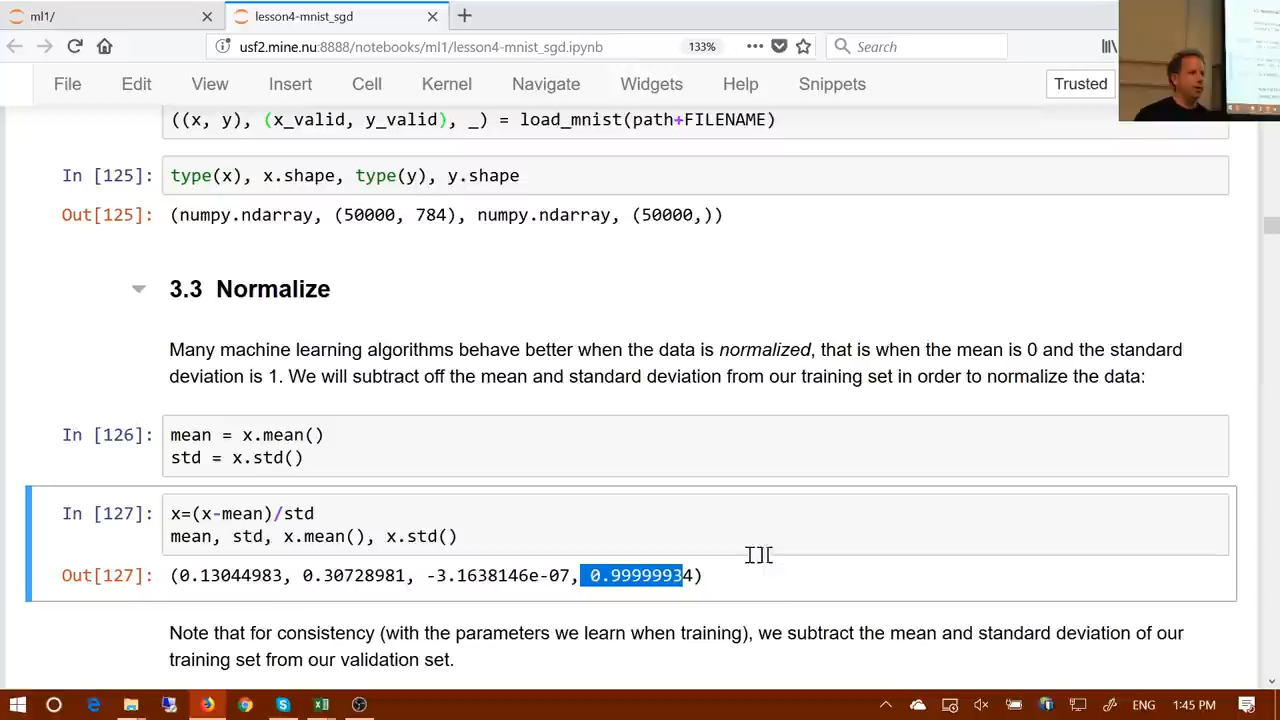 ml1/
lesson4-mnist_sgd
usf2.mine.nu:8888/notebooks/ml1/lesson4-mnist_sgd.ipynb
133%
Search
File Edit View Insert Cell Kernel Navigate Widgets Help Snippets
Trusted
((x, y), (x_valid, y_valid), _) = load_mnist(path+FILENAME)
In [125]: type(x), x.shape, type(y), y.shape
Out[125]: (numpy.ndarray, (50000, 784), numpy.ndarray, (50000,))
3.3 Normalize
Many machine learning algorithms behave better when the data is normalized, that is when the mean is 0 and the standard
deviation is 1. We will subtract off the mean and standard deviation from our training set in order to normalize the data:
In [126]: mean = x.mean()
std = x.std()
In [127]: x=(x-mean)/std
mean, std, x.mean(), x.std()
Out[127]: (0.13044983, 0.30728981, -3.1638146e-07, 0.99999934)
Note that for consistency (with the parameters we learn when training), we subtract the mean and standard deviation of our
training set from our validation set.
ENG
1:45 PM